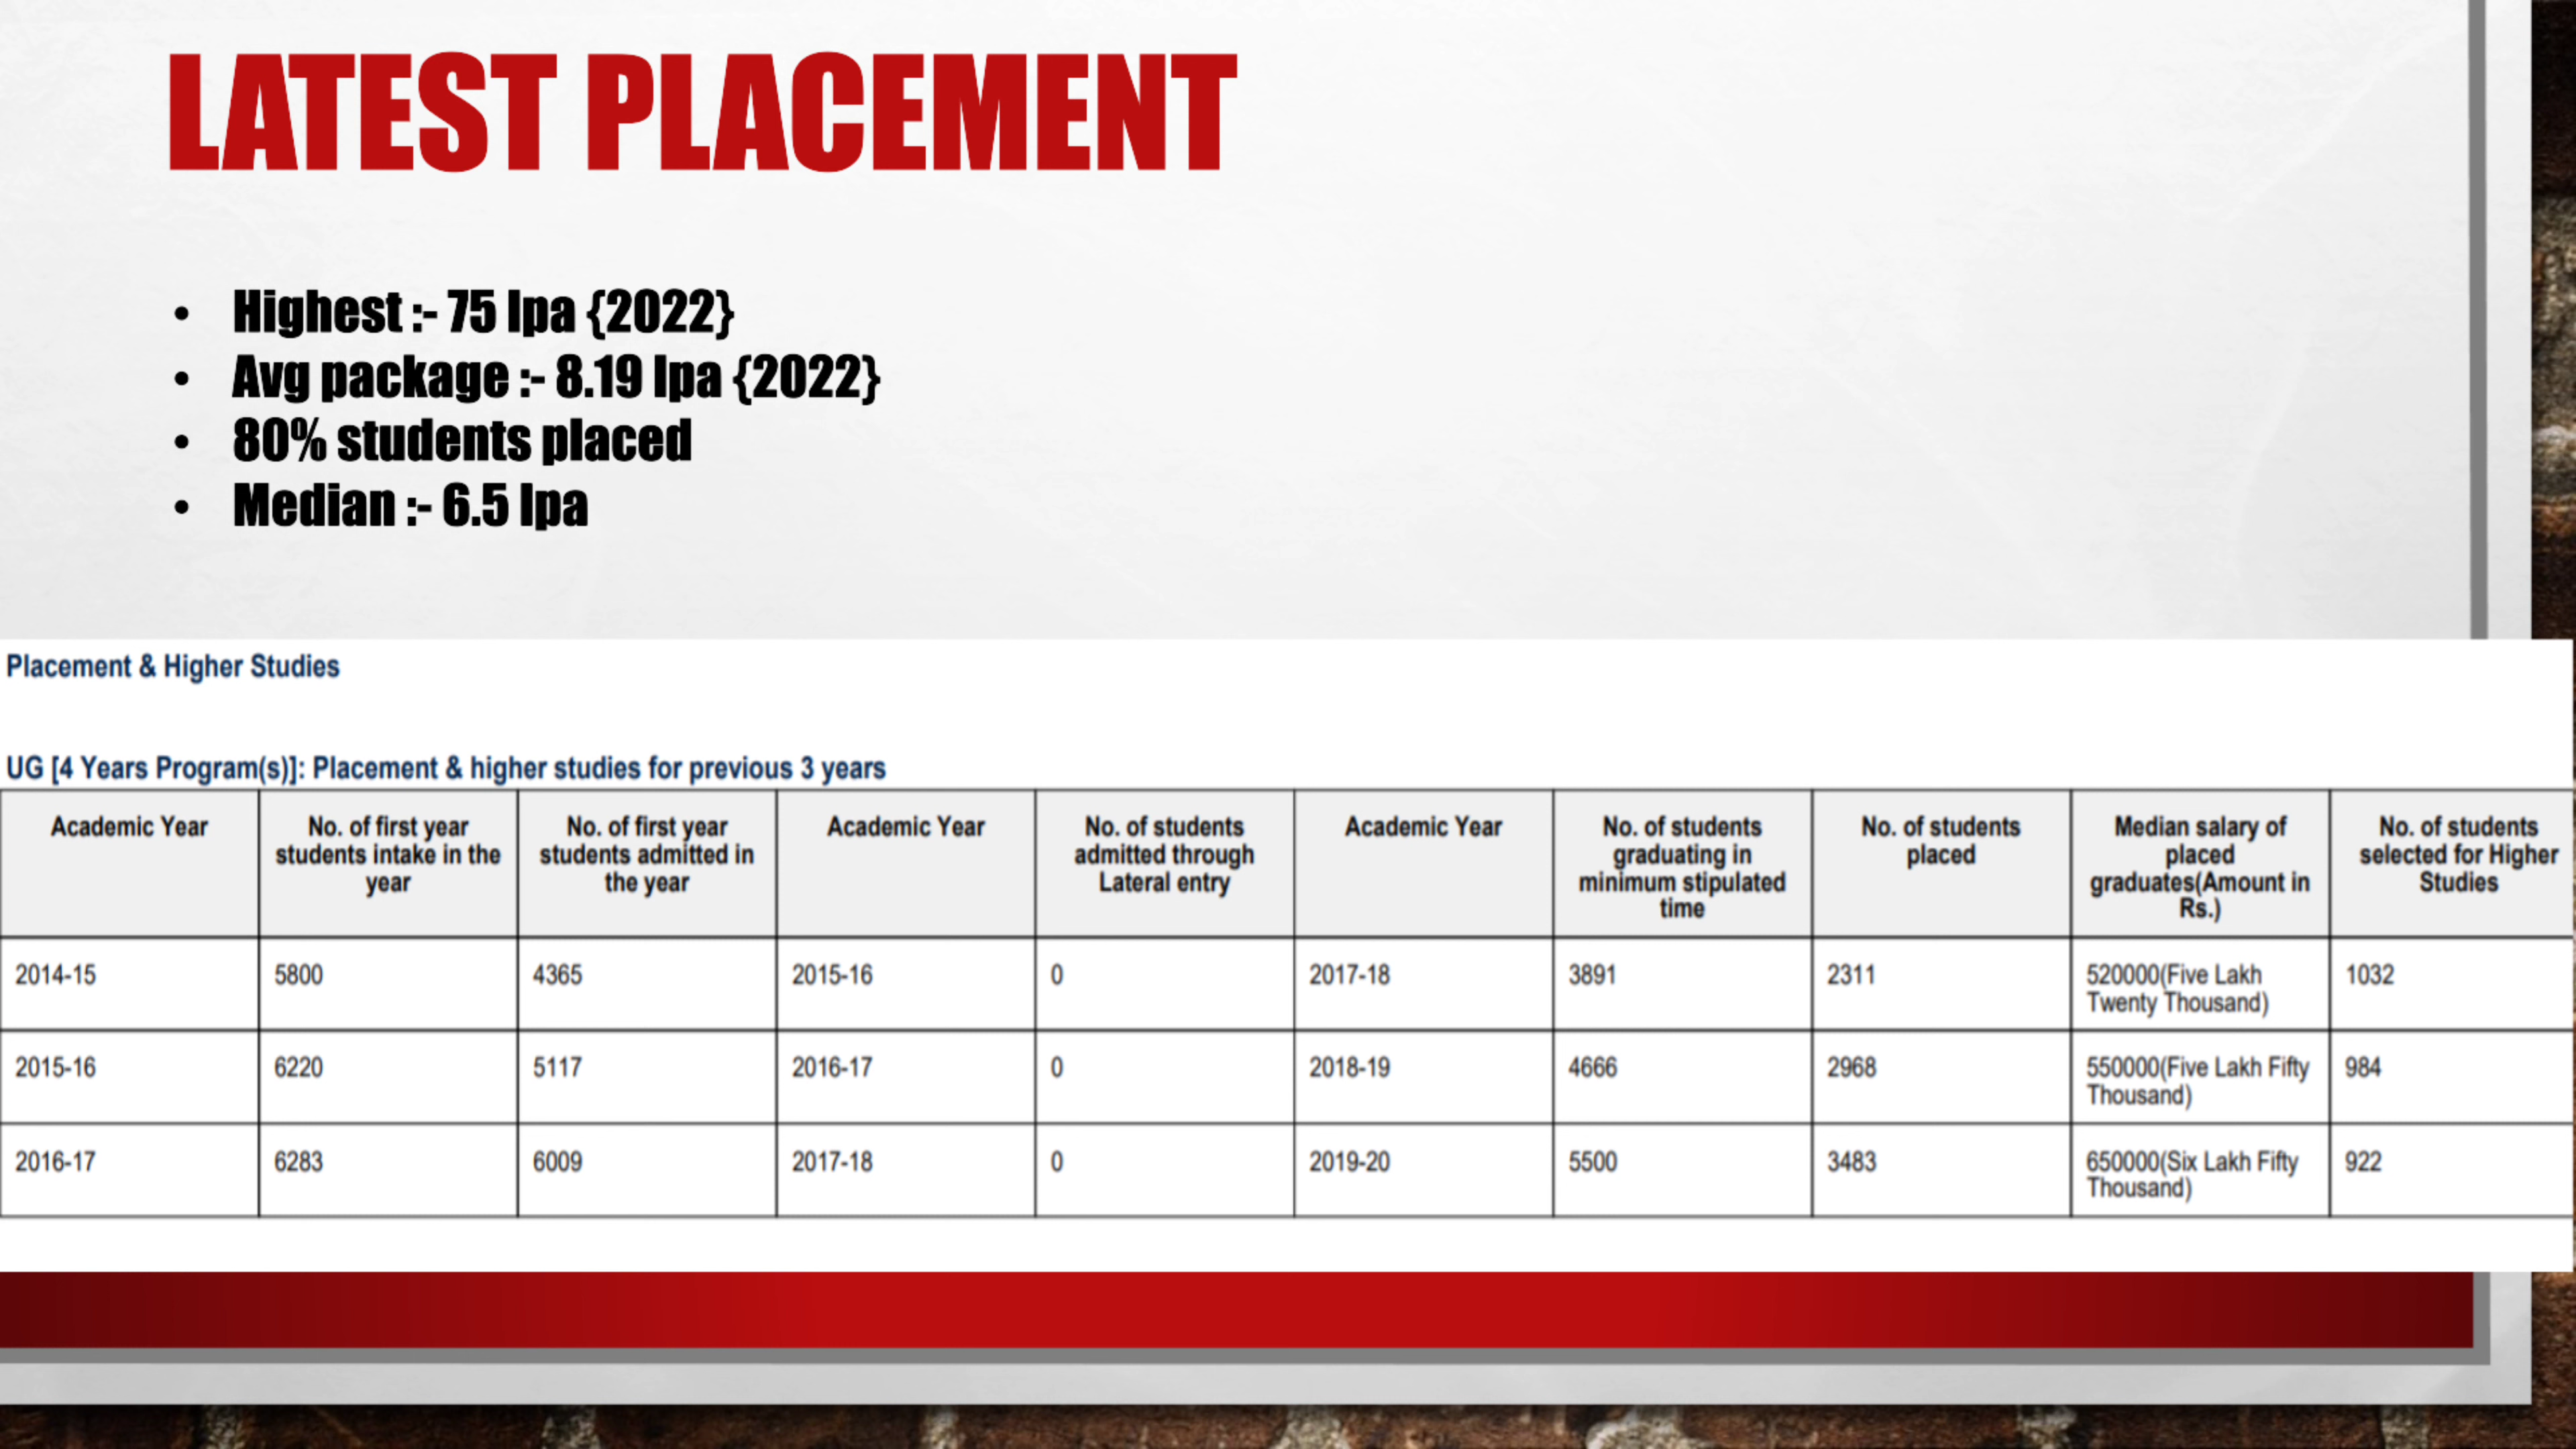 LATEST PLACEMENT
• Highest :- 75 lpa {2022}
• Avg package :- 8.19 lpa {2022}
• 80% students placed
• Median :- 6.5 lpa
Placement & Higher Studies
UG [4 Years Program(s)]: Placement & higher studies for previous 3 years
Academic Year No. of first year students intake in the year No. of first year students admitted in the year Academic Year No. of students admitted through Lateral entry Academic Year No. of students graduating in minimum stipulated time No. of students placed Median salary of placed graduates(Amount in Rs.) No. of students selected for Higher Studies
2014-15 5800 4365 2015-16 0 2017-18 3891 2311 520000(Five Lakh Twenty Thousand) 1032
2015-16 6220 5117 2016-17 0 2018-19 4666 2968 550000(Five Lakh Fifty Thousand) 984
2016-17 6283 6009 2017-18 0 2019-20 5500 3483 650000(Six Lakh Fifty Thousand) 922